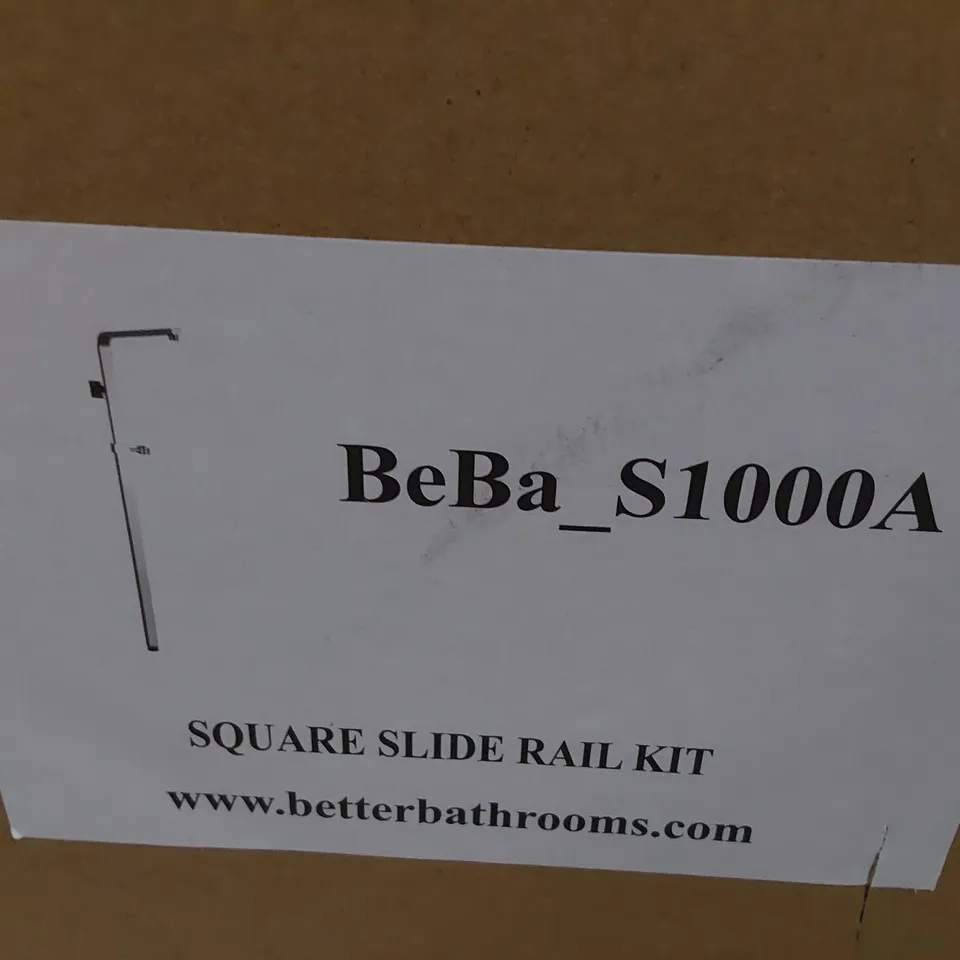 BeBa_S1000A
SQUARE SLIDE RAIL KIT
www.betterbathrooms.com